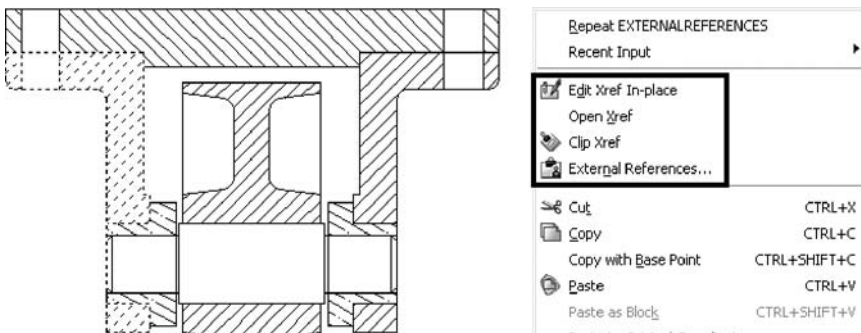 Repeat EXTERNALREFERENCES
Recent Input
Edit Xref In-place
Open Xref
Clip Xref
External References...
Cut CTRL+X
Copy CTRL+C
Copy with Base Point CTRL+SHIFT+C
Paste CTRL+V
Paste as Block CTRL+SHIFT+V